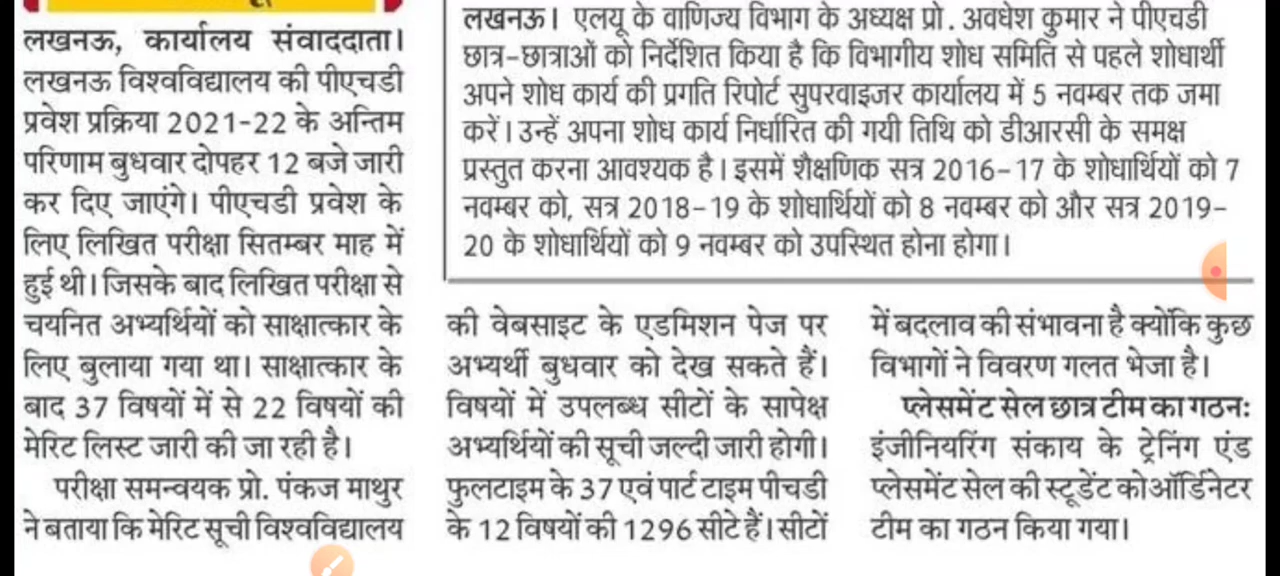 लखनऊ, कार्यालय संवाददाता।
लखनऊ विश्वविद्यालय की पीएचडी
प्रवेश प्रक्रिया 2021-22 के अन्तिम
परिणाम बुधवार दोपहर 12 बजे जारी
कर दिए जाएंगे। पीएचडी प्रवेश के
लिए लिखित परीक्षा सितम्बर माह में
हुई थी। जिसके बाद लिखित परीक्षा से
चयनित अभ्यर्थियों को साक्षात्कार के
लिए बुलाया गया था। साक्षात्कार के
बाद 37 विषयों में से 22 विषयों की
मेरिट लिस्ट जारी की जा रही है।
परीक्षा समन्वयक प्रो. पंकज माथुर
ने बताया कि मेरिट सूची विश्वविद्यालय
लखनऊ। एलयू के वाणिज्य विभाग के अध्यक्ष प्रो. अवधेश कुमार ने पीएचडी
छात्र-छात्राओं को निर्देशित किया है कि विभागीय शोध समिति से पहले शोधार्थी
अपने शोध कार्य की प्रगति रिपोर्ट सुपरवाइजर कार्यालय में 5 नवम्बर तक जमा
करें। उन्हें अपना शोध कार्य निर्धारित की गयी तिथि को डीआरसी के समक्ष
प्रस्तुत करना आवश्यक है। इसमें शैक्षणिक सत्र 2016-17 के शोधार्थियों को 7
नवम्बर को, सत्र 2018-19 के शोधार्थियों को 8 नवम्बर को और सत्र 2019-
20 के शोधार्थियों को 9 नवम्बर को उपस्थित होना होगा।
की वेबसाइट के एडमिशन पेज पर
अभ्यर्थी बुधवार को देख सकते हैं।
विषयों में उपलब्ध सीटों के सापेक्ष
अभ्यर्थियों की सूची जल्दी जारी होगी।
फुलटाइम के 37 एवं पार्ट टाइम पीचडी
के 12 विषयों की 1296 सीटे हैं। सीटों
में बदलाव की संभावना है क्योंकि कुछ
विभागों ने विवरण गलत भेजा है।
प्लेसमेंट सेल छात्र टीम का गठन:
इंजीनियरिंग संकाय के ट्रेनिंग एंड
प्लेसमेंट सेल की स्टूडेंट कोऑर्डिनेटर
टीम का गठन किया गया।